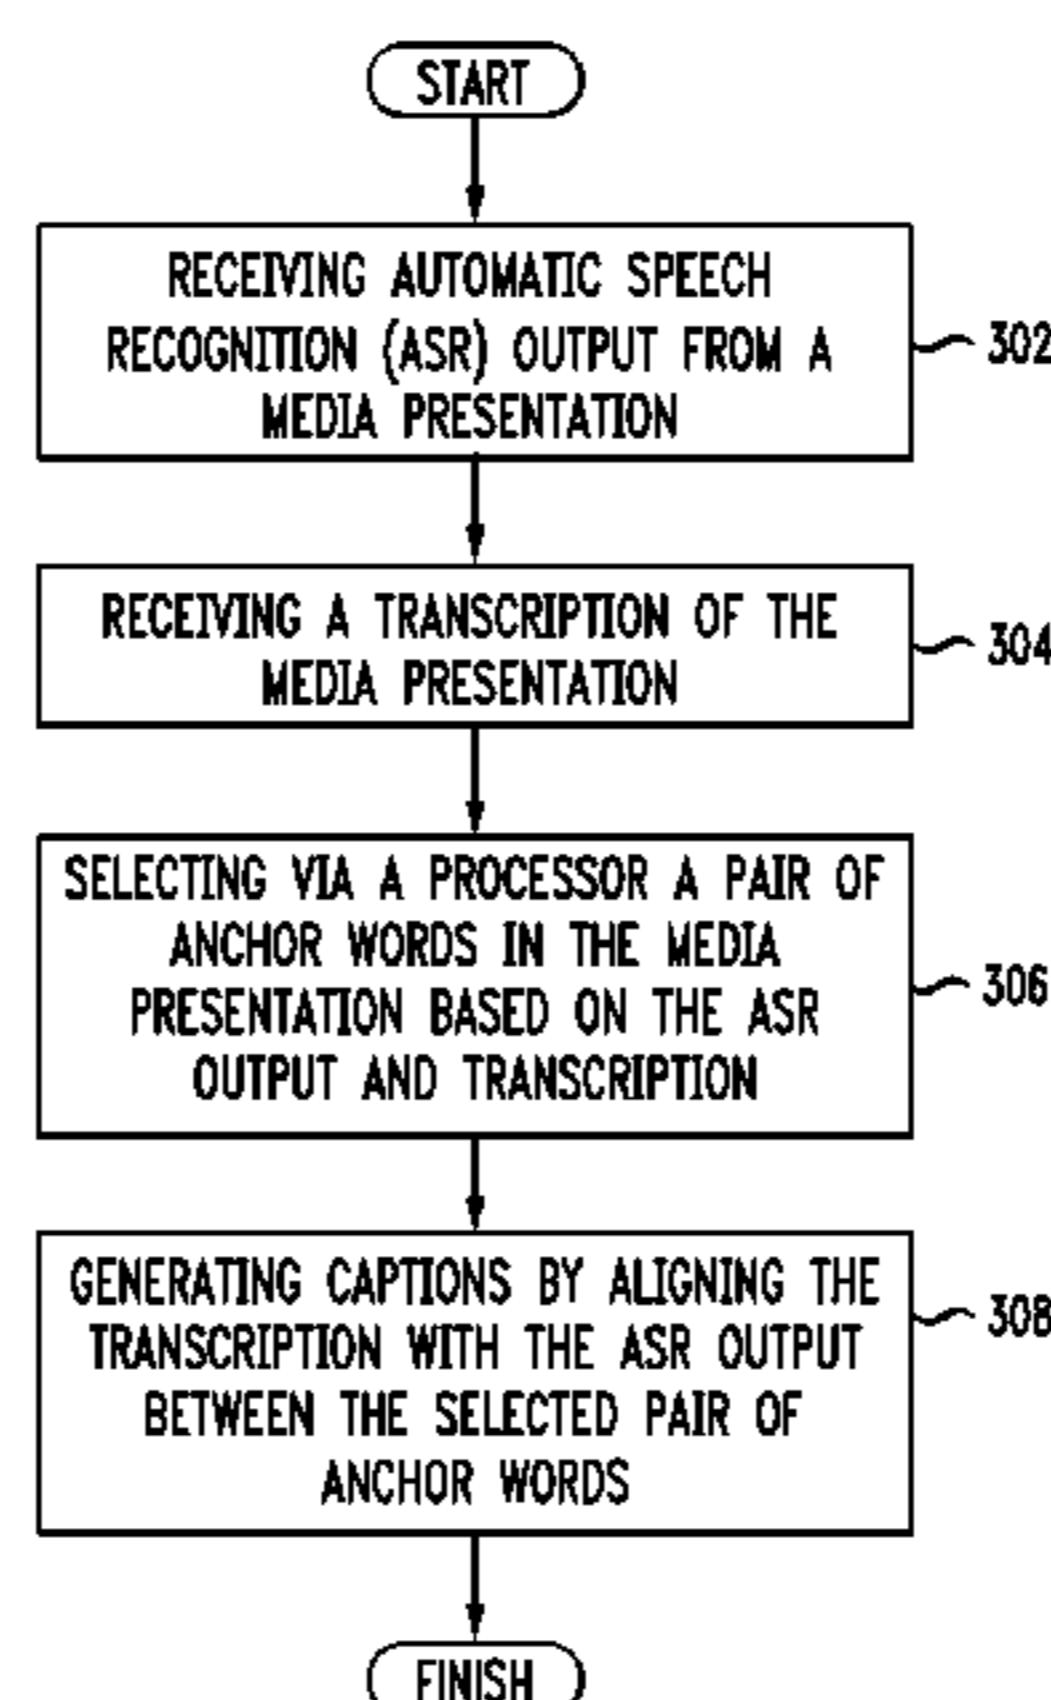 START
RECEIVING AUTOMATIC SPEECH
RECOGNITION (ASR) OUTPUT FROM A
MEDIA PRESENTATION
302
RECEIVING A TRANSCRIPTION OF THE
MEDIA PRESENTATION
304
SELECTING VIA A PROCESSOR A PAIR OF
ANCHOR WORDS IN THE MEDIA
PRESENTATION BASED ON THE ASR
OUTPUT AND TRANSCRIPTION
306
GENERATING CAPTIONS BY ALIGNING THE
TRANSCRIPTION WITH THE ASR OUTPUT
BETWEEN THE SELECTED PAIR OF
ANCHOR WORDS
308
FINISH